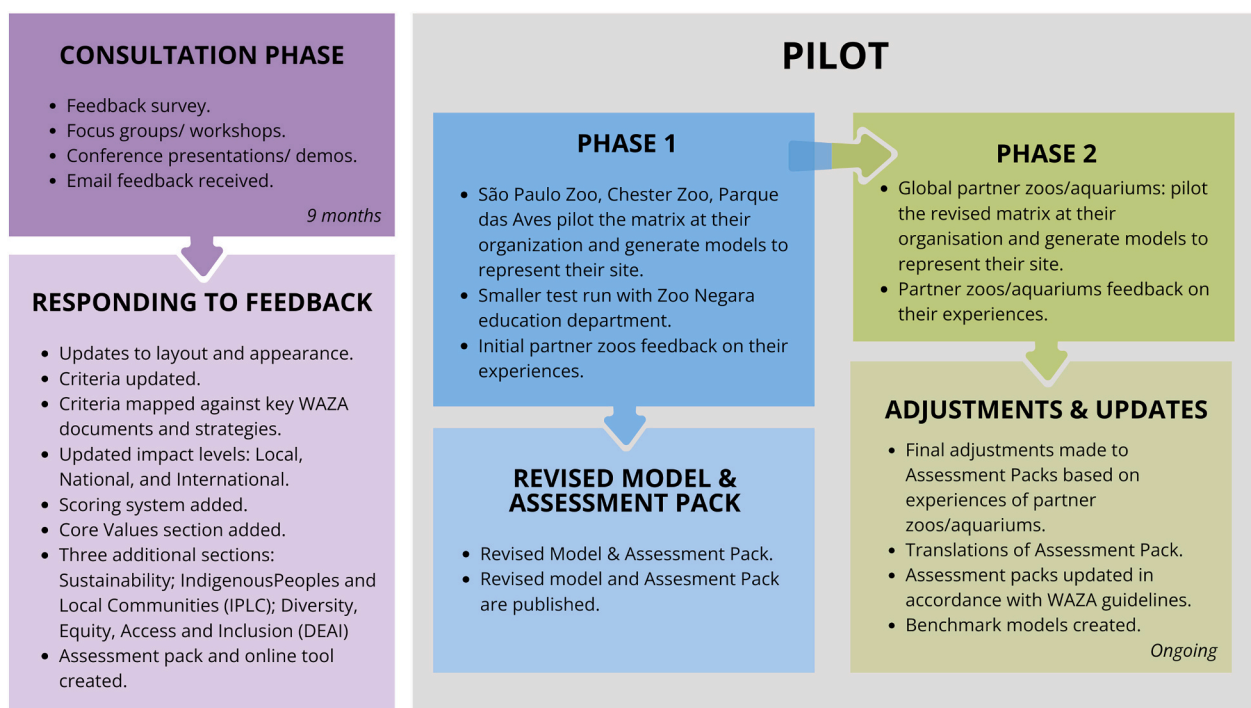 CONSULTATION PHASE
• Feedback survey.
• Focus groups/ workshops.
• Conference presentations/ demos.
• Email feedback received.
9 months
RESPONDING TO FEEDBACK
• Updates to layout and appearance.
• Criteria updated.
• Criteria mapped against key WAZA
documents and strategies.
• Updated impact levels: Local,
National, and International.
• Scoring system added.
• Core Values section added.
• Three additional sections:
Sustainability; IndigenousPeoples and
Local Communities (IPLC); Diversity,
Equity, Access and Inclusion (DEAI)
• Assessment pack and online tool
created.
PILOT
PHASE 1
• São Paulo Zoo, Chester Zoo, Parque
das Aves pilot the matrix at their
organization and generate models to
represent their site.
• Smaller test run with Zoo Negara
education department.
• Initial partner zoos feedback on their
experiences.
REVISED MODEL &
ASSESSMENT PACK
• Revised Model & Assessment Pack.
• Revised model and Assesment Pack
are published.
PHASE 2
• Global partner zoos/aquariums: pilot
the revised matrix at their
organisation and generate models to
represent their site.
• Partner zoos/aquariums feedback on
their experiences.
ADJUSTMENTS & UPDATES
• Final adjustments made to
Assessment Packs based on
experiences of partner
zoos/aquariums.
• Translations of Assessment Pack.
• Assessment packs updated in
accordance with WAZA guidelines.
• Benchmark models created.
Ongoing